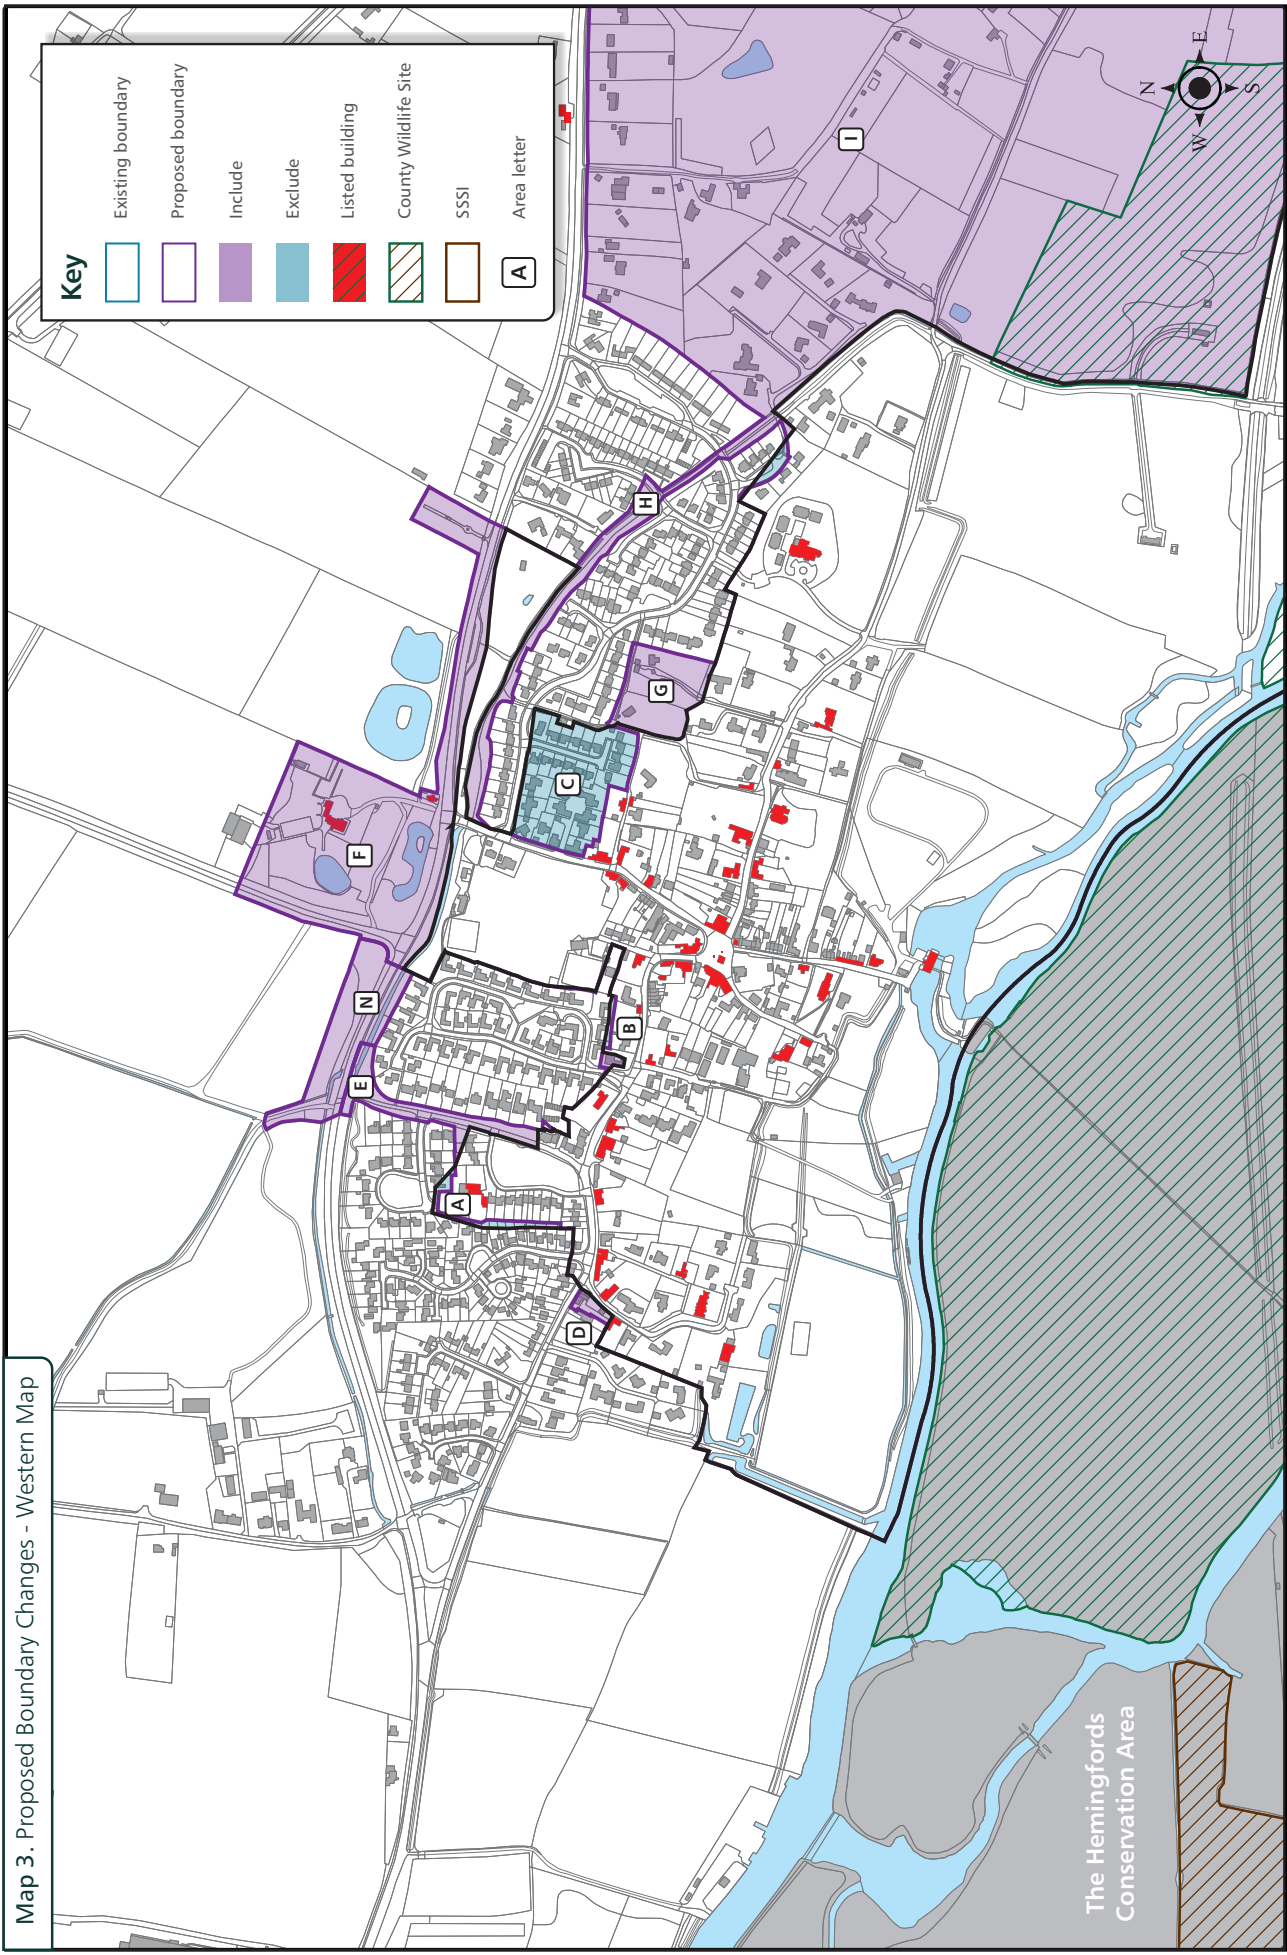 Map 3. Proposed Boundary Changes - Western Map
Key
Existing boundary
Proposed boundary
Include
Exclude
Listed building
County Wildlife Site
SSSI
A
Area letter
F
N
E
A
D
B
C
G
H
I
N
W
E
S
The Hemingfords
Conservation Area